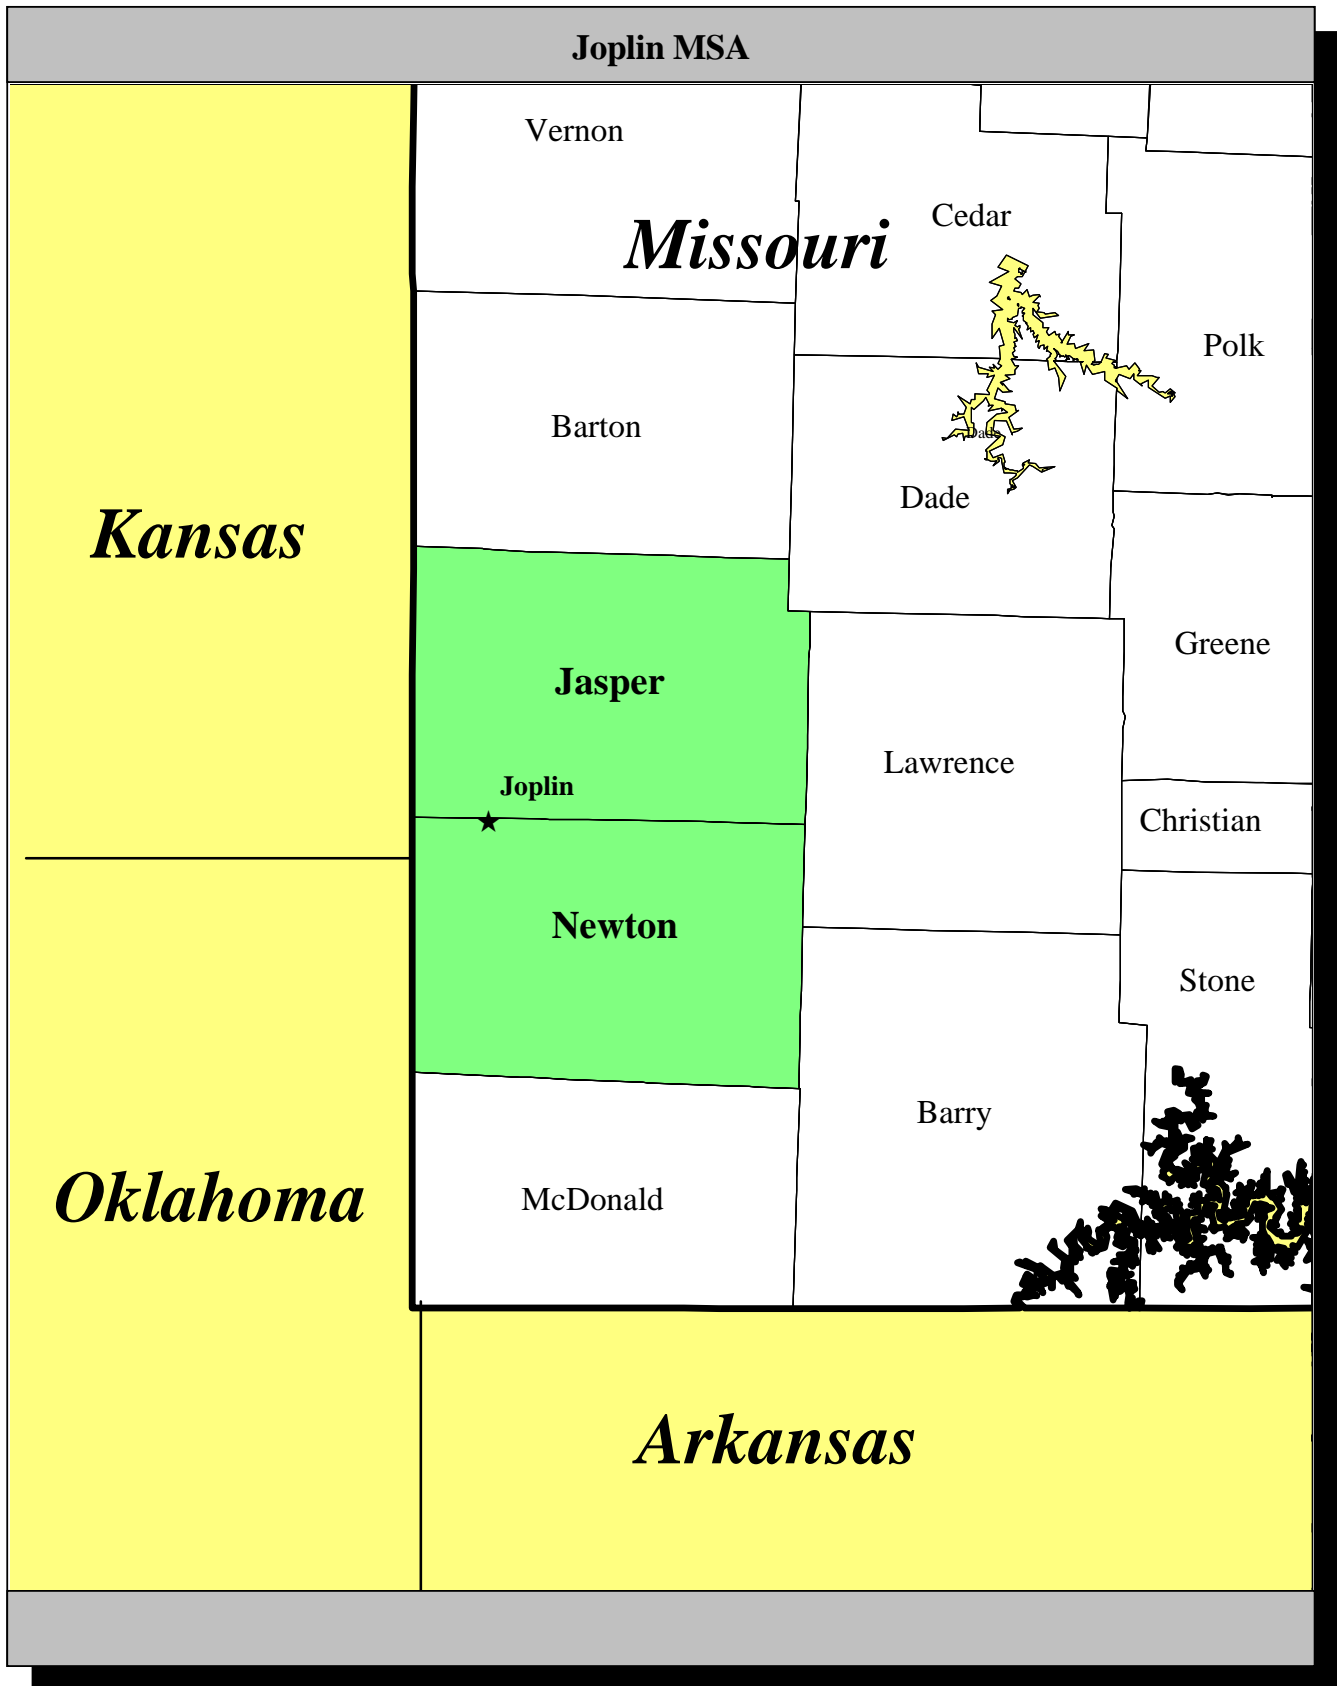 Joplin MSA
Vernon
Cedar
Missouri
Polk
Barton
Dade
Dade
Kansas
Greene
Jasper
Lawrence
Joplin
Christian
Newton
Stone
Barry
McDonald
Oklahoma
Arkansas